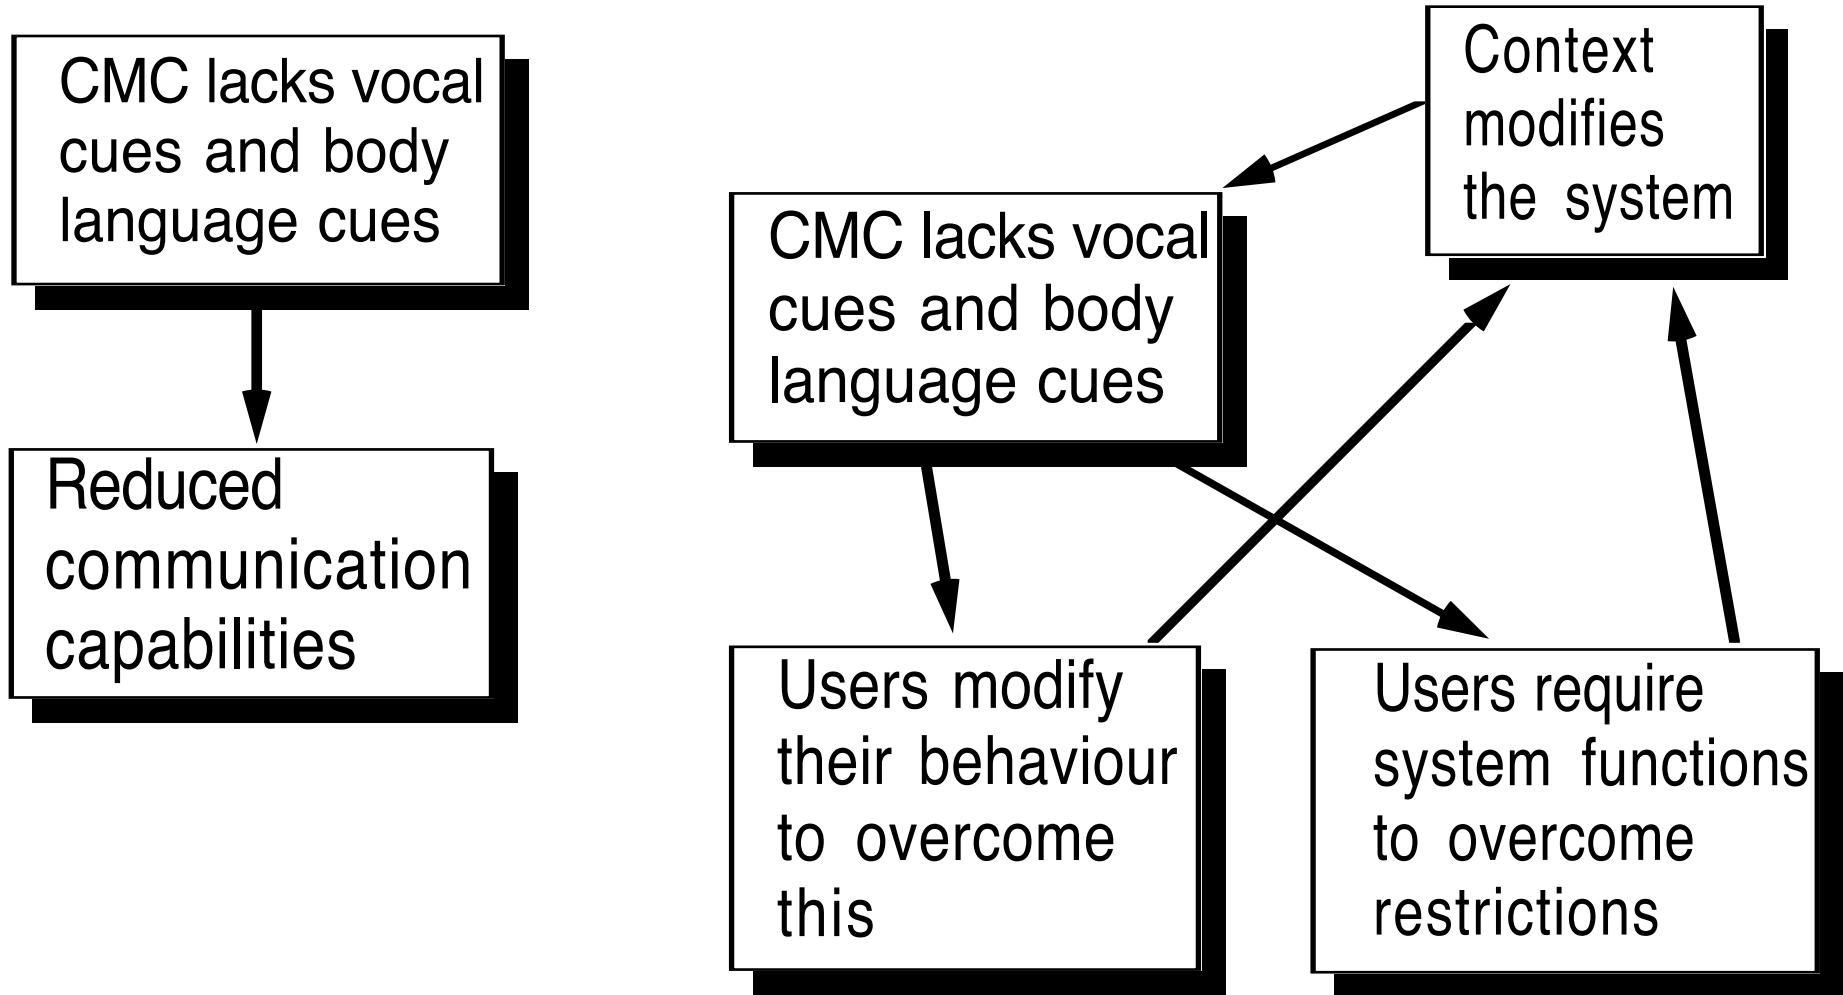 CMC lacks vocal
cues and body
language cues
Reduced
communication
capabilities
Context
modifies
the system
CMC lacks vocal
cues and body
language cues
Users modify
their behaviour
to overcome
this
Users require
system functions
to overcome
restrictions